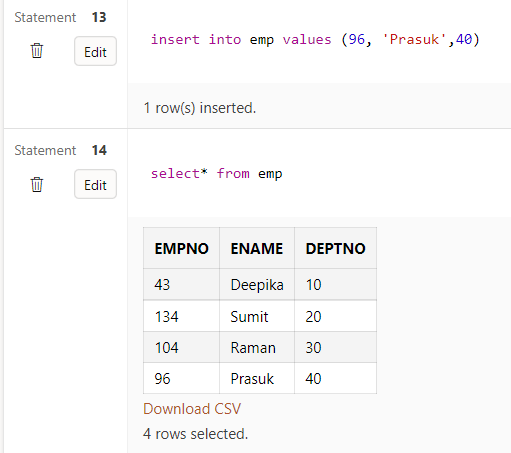 Statement 13
Edit
insert into emp values (96, 'Prasuk',40)
1 row(s) inserted.
Statement 14
Edit
select* from emp
EMPNO ENAME DEPTNO
43 Deepika 10
134 Sumit 20
104 Raman 30
96 Prasuk 40
Download CSV
4 rows selected.